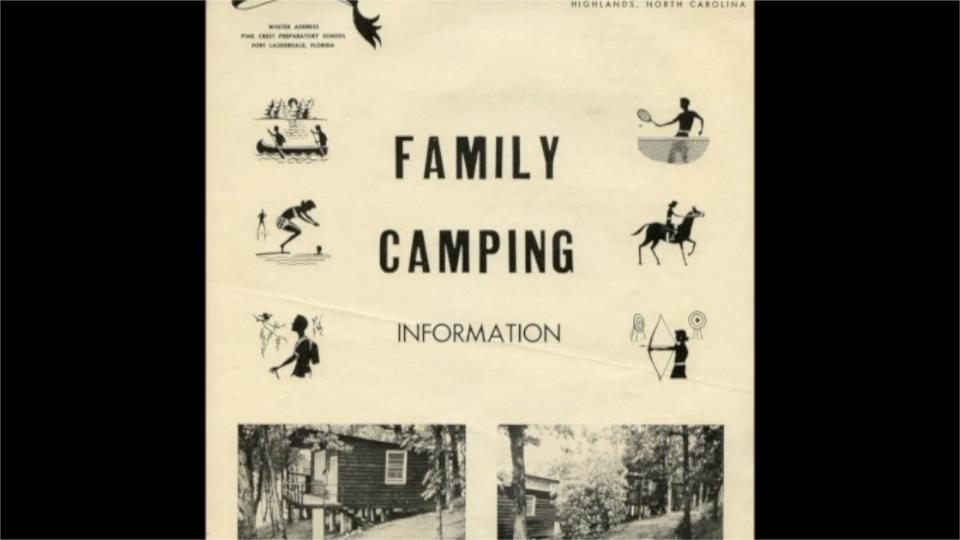 HIGHLANDS, NORTH CAROLINA
WINTER ADDRESS
PINE CREST PREPARATORY SCHOOL
FORT LAUDERDALE, FLORIDA
FAMILY
CAMPING
INFORMATION